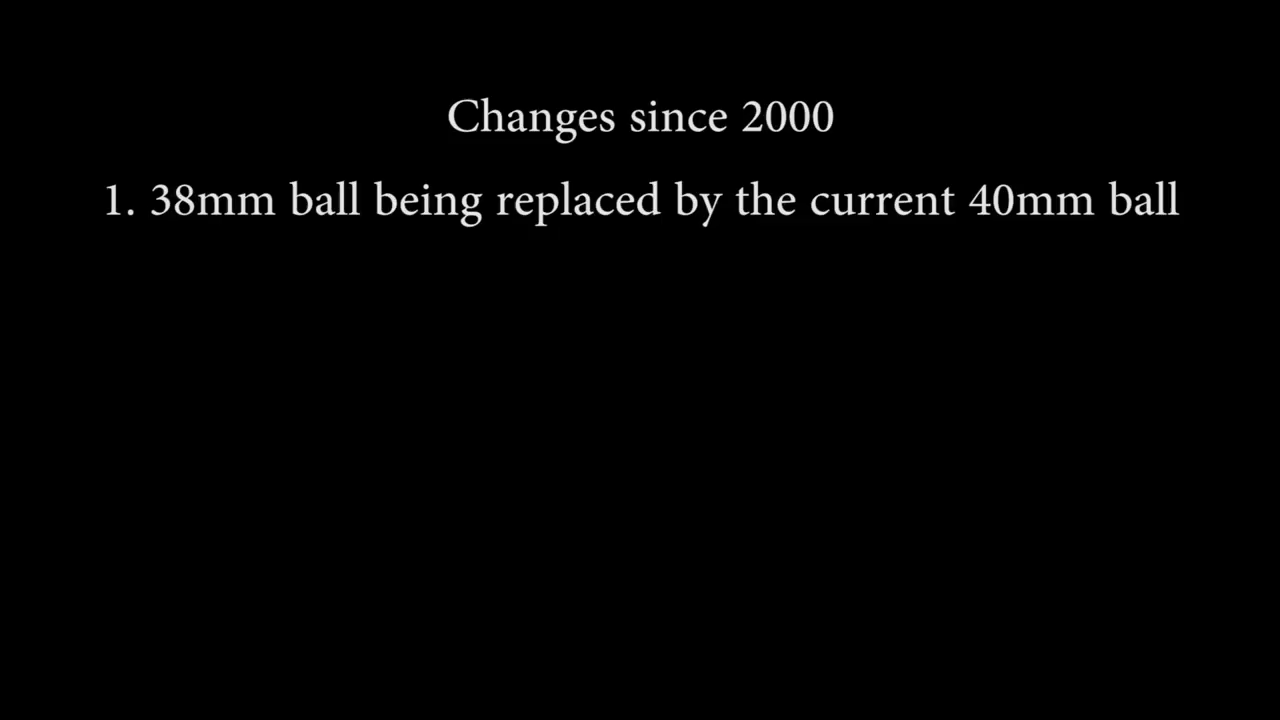 Changes since 2000
1. 38mm ball being replaced by the current 40mm ball